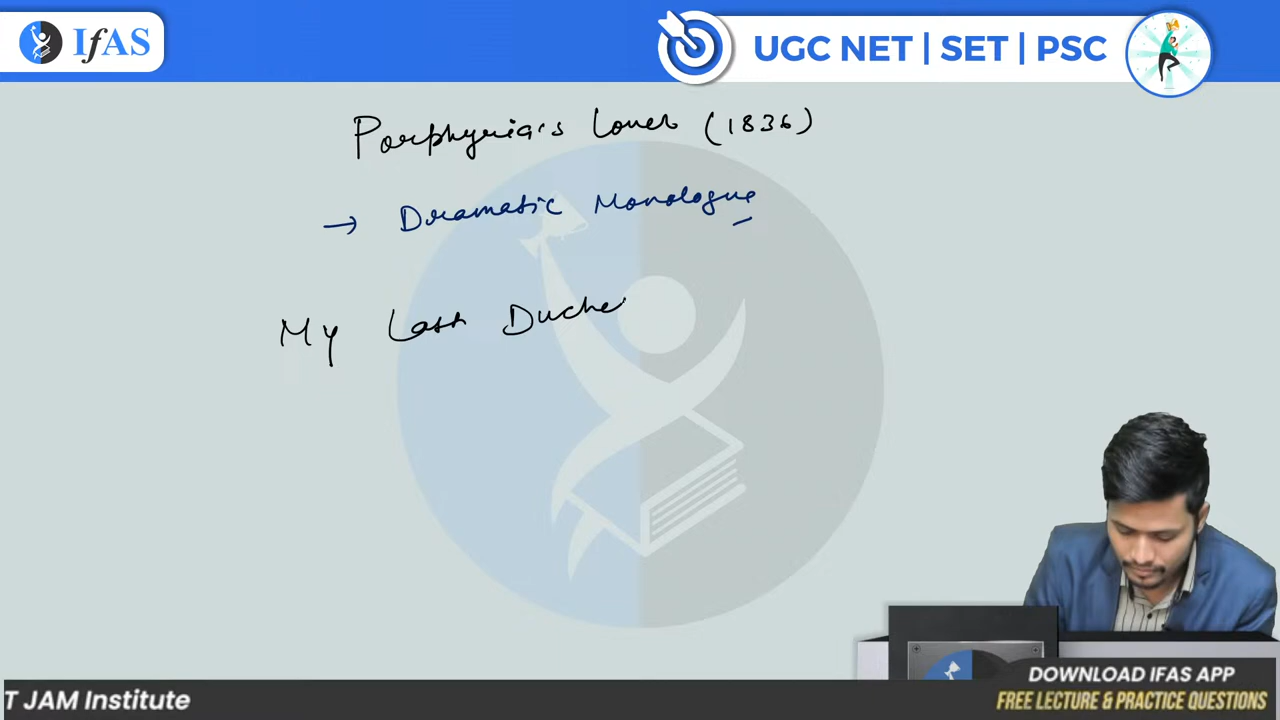 IfAS
UGC NET | SET | PSC
Porphyria's Lover (1836)
→ Dramatic Monologue
My Last Duche
T JAM Institute
DOWNLOAD IFAS APP
FREE LECTURE & PRACTICE QUESTIONS